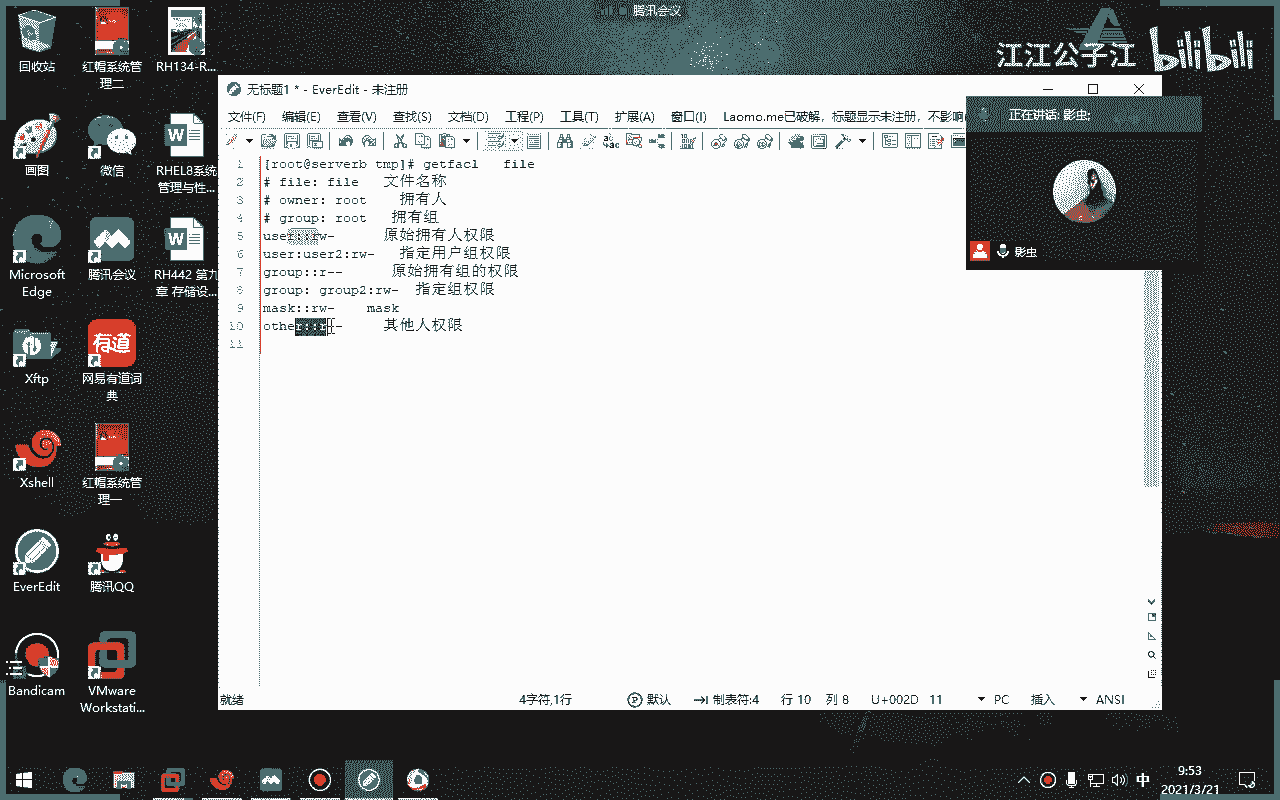 腾讯会议
江江公子江 bilibili
回收站
红帽系统管理二
RH134-R...
画图
微信
RHEL8系统管理与性...
Microsoft Edge
腾讯会议
RH442 第九章 存储设...
Xftp
网易有道词典
Xshell
红帽系统管理一
EverEdit
腾讯QQ
Bandicam
VMware Workstati...
无标题1 * - EverEdit - 未注册
文件(F) 编辑(E) 查看(V) 查找(S) 文档(D) 工程(P) 工具(T) 扩展(A) 窗口(I) Laomo.me已破解，标题显示未注册，不影响
正在讲话: 影虫;
影虫
1 [root@serverb tmp]# getfacl file
2 # file: file 文件名称
3 # owner: root 拥有人
4 # group: root 拥有组
5 user::rw- 原始拥有人权限
6 user:user2:rw- 指定用户组权限
7 group::r-- 原始拥有组的权限
8 group: group2:rw- 指定组权限
9 mask::rw- mask
10 other::r-- 其他人权限
11
就绪 4字符,1行 默认 制表符:4 行 10 列 8 U+002D 11 PC 插入 ANSI
中
9:53
2021/3/21